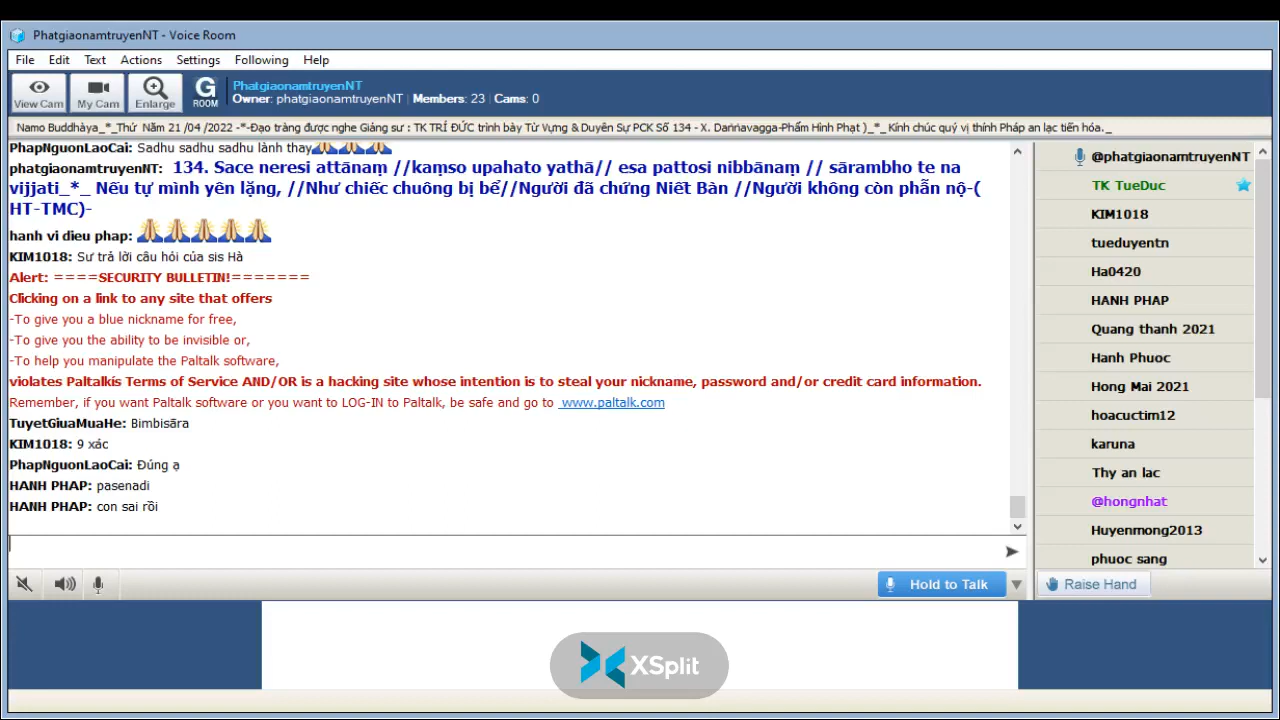 PhatgiaonamtruyenNT - Voice Room
File Edit Text Actions Settings Following Help
View Cam
My Cam
Enlarge
G
ROOM
PhatgiaonamtruyenNT
Owner: phatgiaonamtruyenNT | Members: 23 | Cams: 0
Namo Buddhàya_*_Thứ Năm 21 /04 /2022 -*-Đạo tràng được nghe Giảng sư : TK TRÍ ĐỨC trình bày Từ Vựng & Duyên Sự PCK Số 134 - X. Daṇṇavagga-Phẩm Hình Phạt )_*_ Kính chúc quý vị thính Pháp an lạc tiến hóa._
PhapNguonLaoCai: Sadhu sadhu sadhu lành thay🙏🙏🙏
phatgiaonamtruyenNT: 134. Sace neresi attānaṃ //kaṃso upahato yathā// esa pattosi nibbānaṃ // sārambho te na
vijjati_*_ Nếu tự mình yên lặng, //Như chiếc chuông bị bể//Người đã chứng Niết Bàn //Người không còn phẫn nộ-(
HT-TMC)-
hanh vi dieu phap: 🙏🙏🙏🙏🙏
KIM1018: Sư trả lời câu hỏi của sis Hà
Alert: ====SECURITY BULLETIN!=======
Clicking on a link to any site that offers
-To give you a blue nickname for free,
-To give you the ability to be invisible or,
-To help you manipulate the Paltalk software,
violates Paltalkís Terms of Service AND/OR is a hacking site whose intention is to steal your nickname, password and/or credit card information.
Remember, if you want Paltalk software or you want to LOG-IN to Paltalk, be safe and go to www.paltalk.com
TuyetGiuaMuaHe: Bimbisāra
KIM1018: 9 xác
PhapNguonLaoCai: Đúng ạ
HANH PHAP: pasenadi
HANH PHAP: con sai rồi
@phatgiaonamtruyenNT
TK TueDuc
KIM1018
tueduyentn
Ha0420
HANH PHAP
Quang thanh 2021
Hanh Phuoc
Hong Mai 2021
hoacuctim12
karuna
Thy an lac
@hongnhat
Huyenmong2013
phuoc sang
Hold to Talk
Raise Hand
XSplit